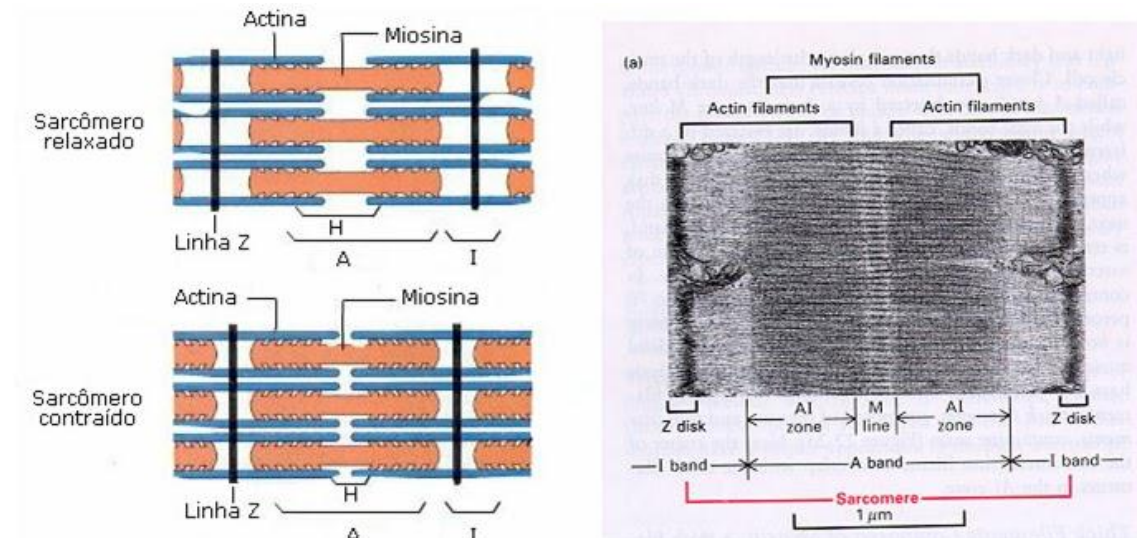 Actina
Miosina
Sarcômero
relaxado
H
Linha Z
A
I
Actina
Miosina
Sarcômero
contraído
H
Linha Z
A
I
(a)
Myosin filaments
Actin filaments
Actin filaments
Z disk
AI
zone
M
line
AI
zone
Z disk
I band
A band
I band
Sarcomere
1 µm